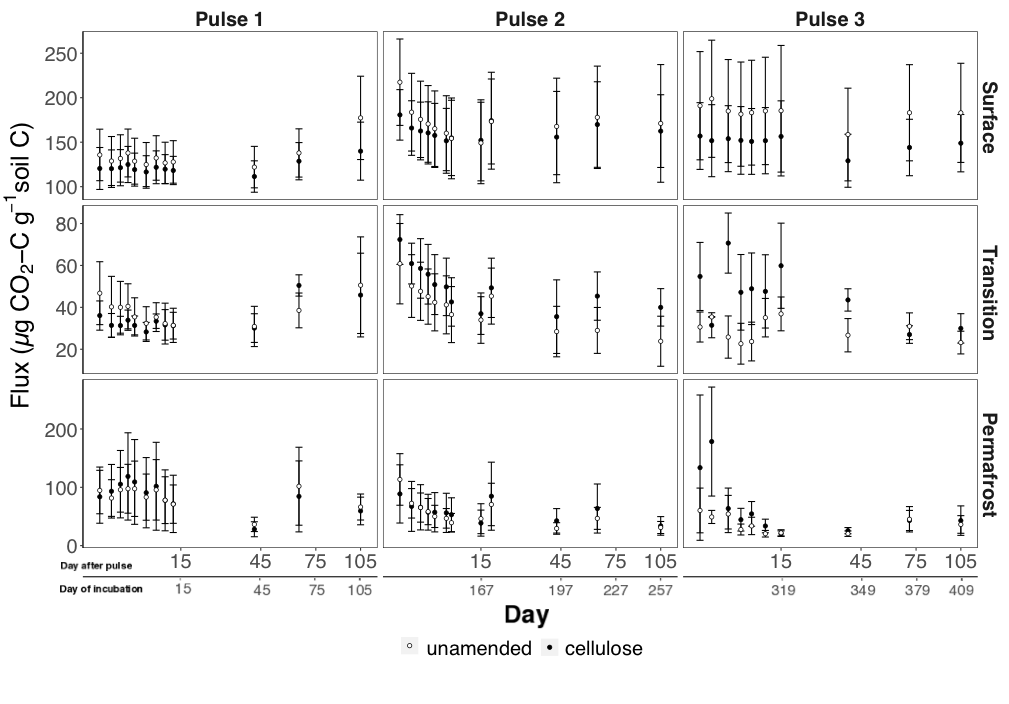 Pulse 1 Pulse 2 Pulse 3
Flux (µg CO₂–C g⁻¹ soil C)
250
200
150
100
Surface
80
60
40
20
Transition
200
100
0
Permafrost
Day after pulse 15 45 75 105 15 45 75 105 15 45 75 105
Day of incubation 15 45 75 105 167 197 227 257 319 349 379 409
Day
unamended cellulose